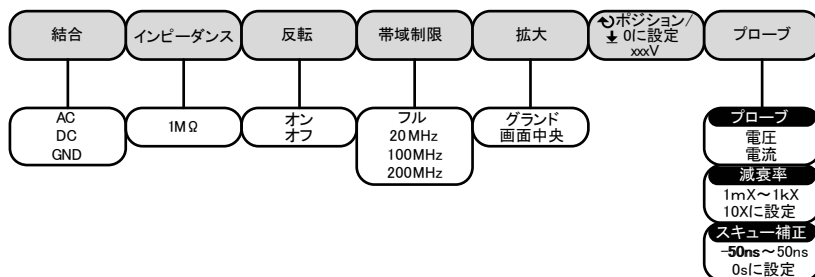 結合
インピーダンス
反転
帯域制限
拡大
ポジション/
0に設定
xxxV
プローブ
AC
DC
GND
1MΩ
オン
オフ
フル
20MHz
100MHz
200MHz
グランド
画面中央
プローブ
電圧
電流
減衰率
1mX～1kX
10Xに設定
スキュー補正
-50ns～50ns
0sに設定